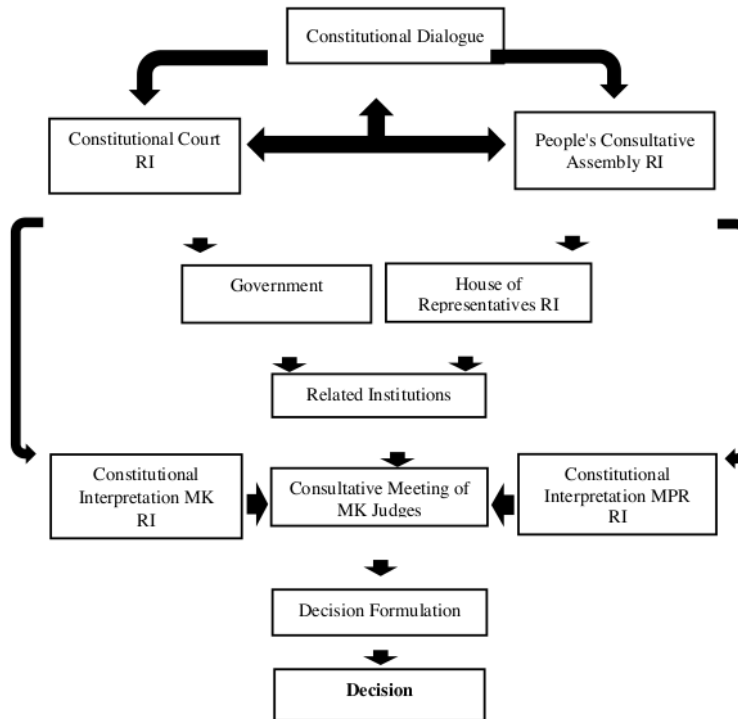 Constitutional Dialogue
Constitutional Court
RI
People's Consultative
Assembly RI
Government
House of
Representatives RI
Related Institutions
Constitutional
Interpretation MK
RI
Consultative Meeting of
MK Judges
Constitutional
Interpretation MPR
RI
Decision Formulation
Decision